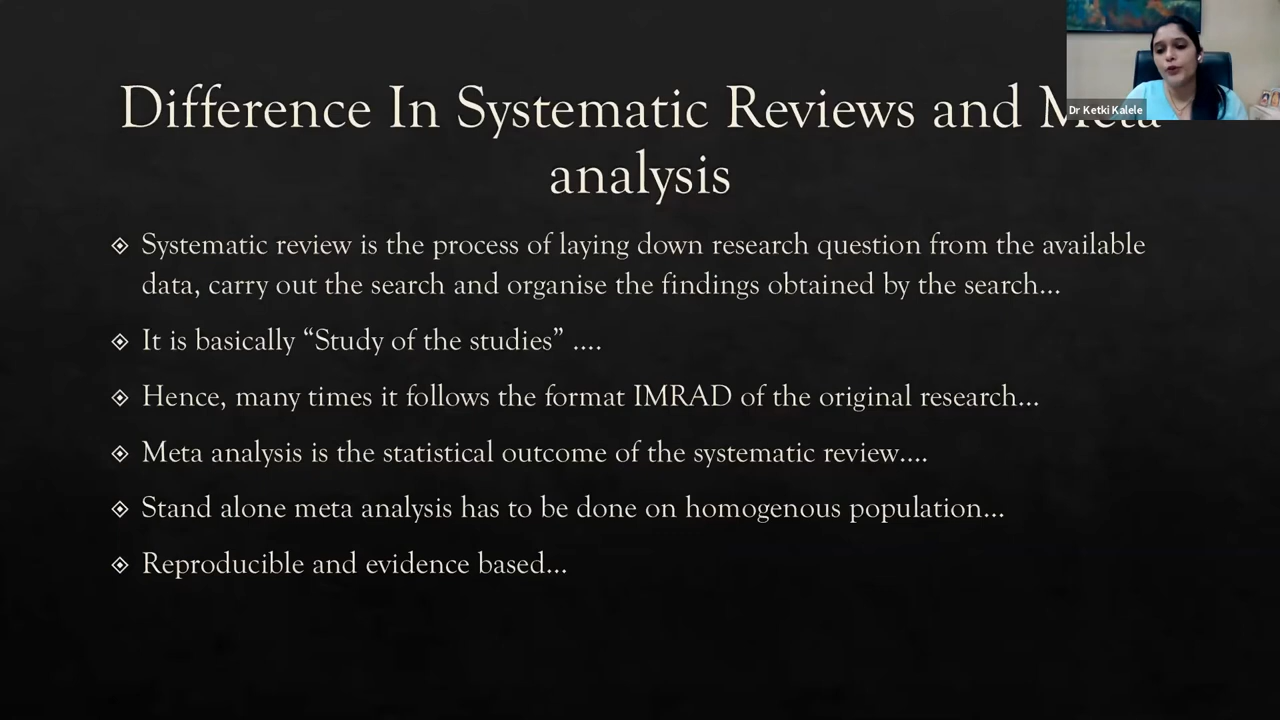 Difference In Systematic Reviews and Meta
analysis
Dr Ketki Kalele
◈ Systematic review is the process of laying down research question from the available
data, carry out the search and organise the findings obtained by the search...
◈ It is basically “Study of the studies” ....
◈ Hence, many times it follows the format IMRAD of the original research...
◈ Meta analysis is the statistical outcome of the systematic review....
◈ Stand alone meta analysis has to be done on homogenous population...
◈ Reproducible and evidence based...